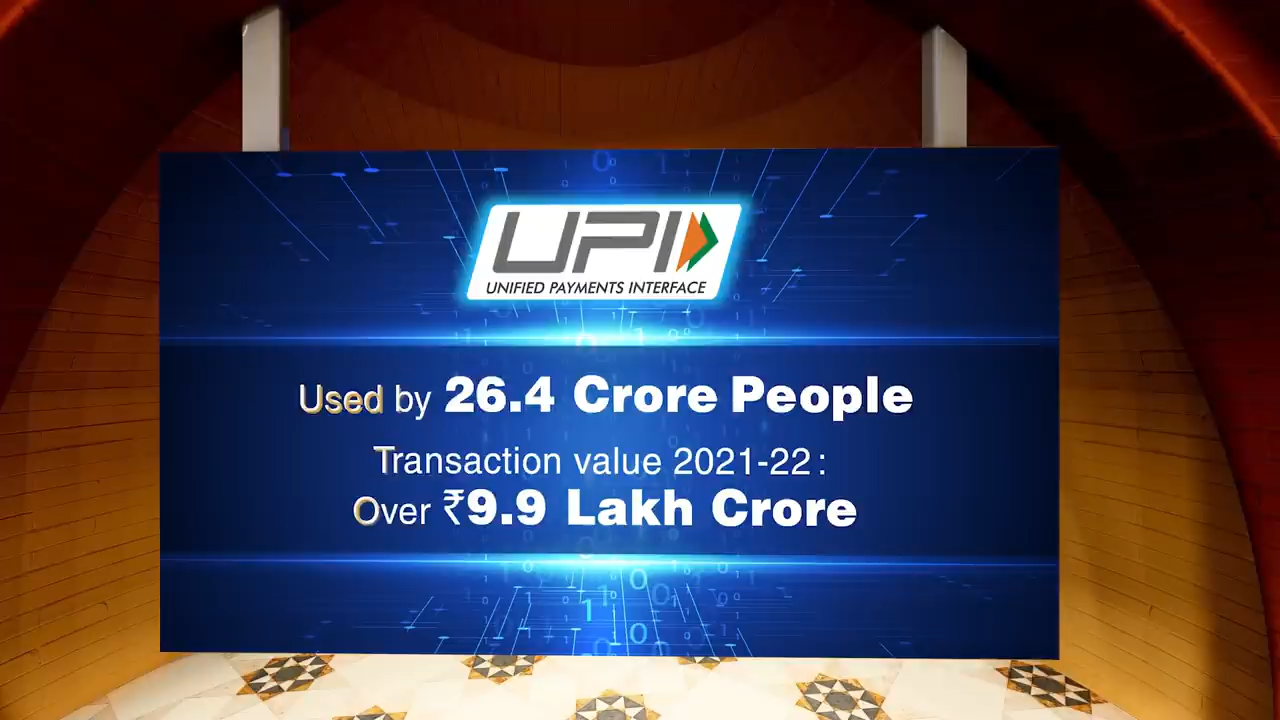 UPI
UNIFIED PAYMENTS INTERFACE
Used by 26.4 Crore People
Transaction value 2021-22 :
Over ₹9.9 Lakh Crore